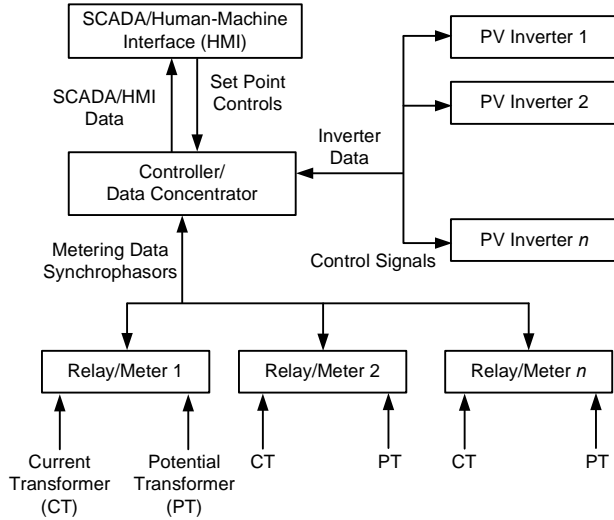 SCADA/Human-Machine
Interface (HMI)
PV Inverter 1
SCADA/HMI
Data
Set Point
Controls
PV Inverter 2
Inverter
Data
Controller/
Data Concentrator
PV Inverter n
Metering Data
Synchrophasors
Control Signals
Relay/Meter 1
Relay/Meter 2
Relay/Meter n
Current
Transformer
(CT)
Potential
Transformer
(PT)
CT
PT
CT
PT